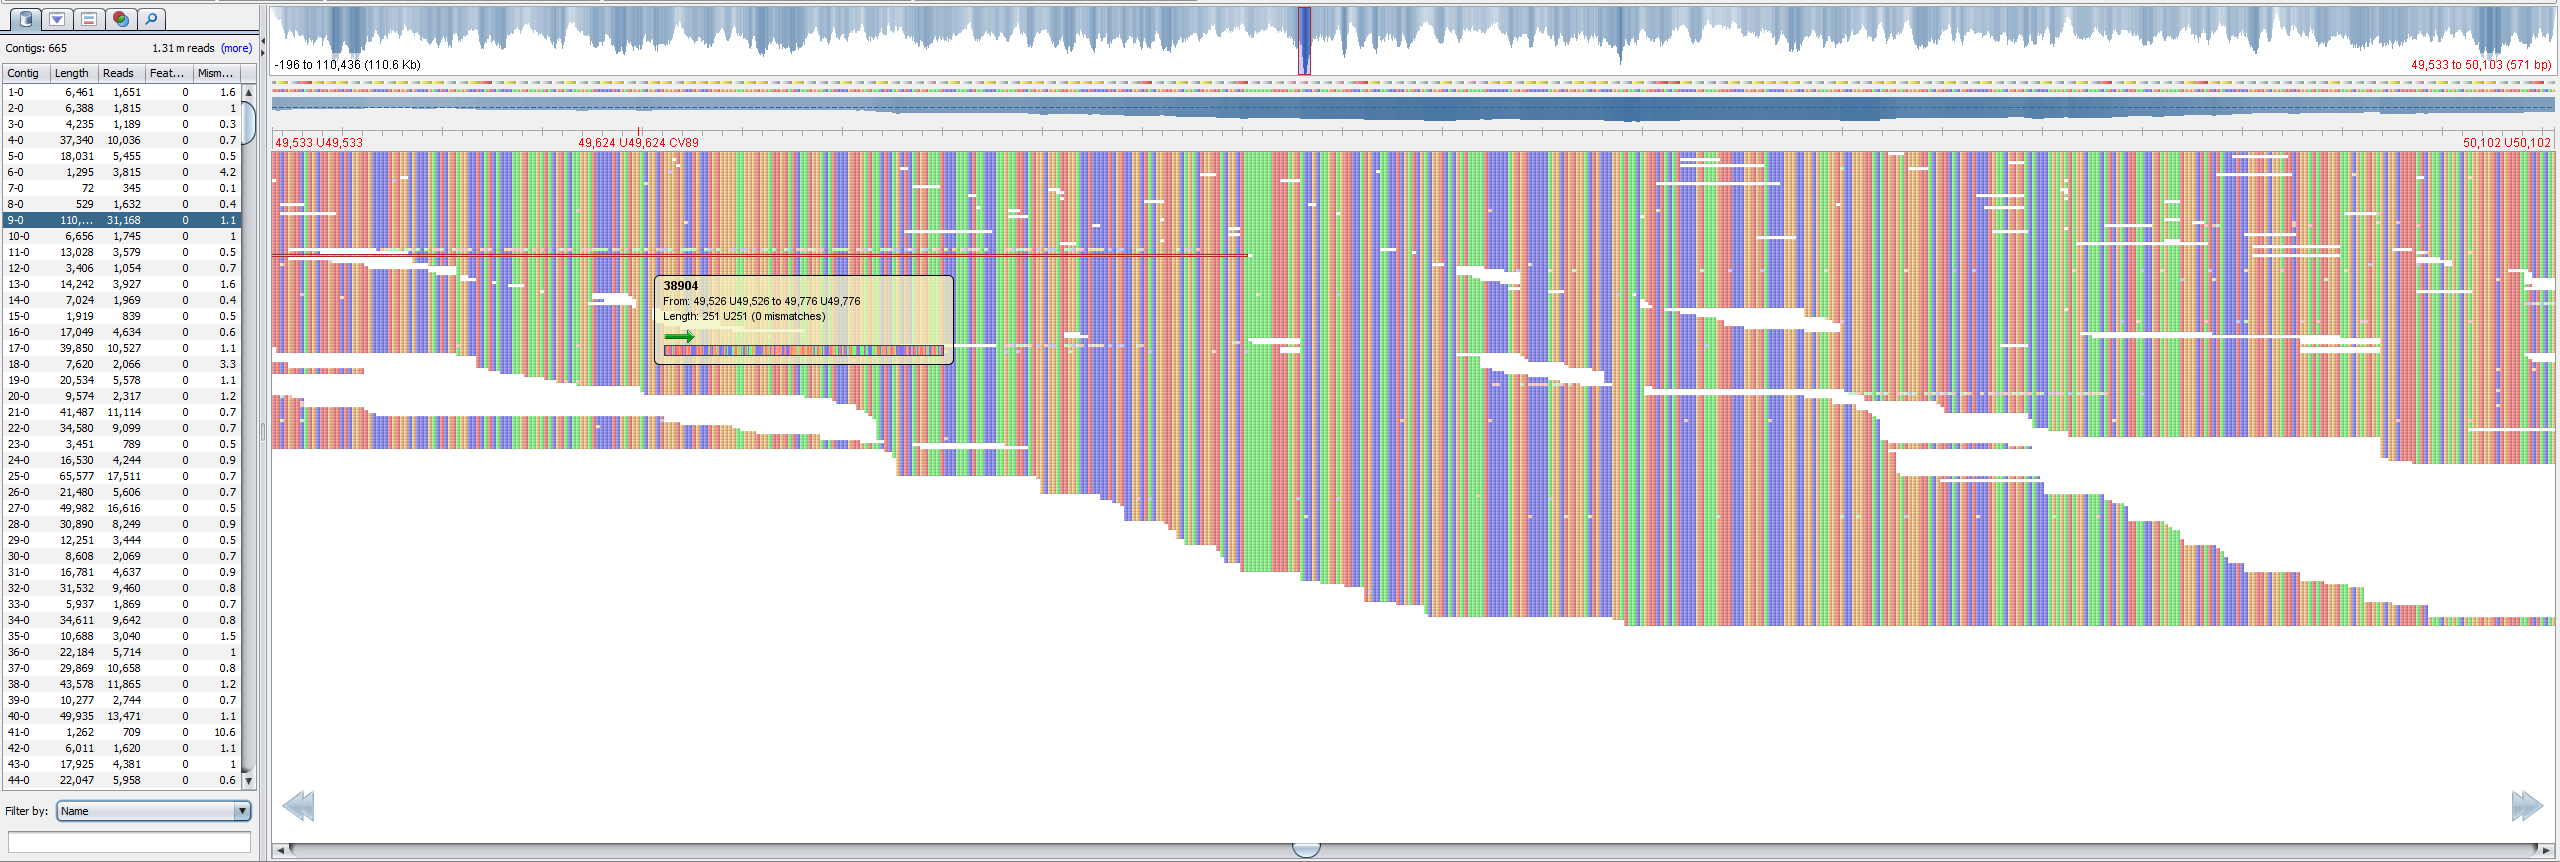 Contigs: 665 1.31 m reads (more)
Contig Length Reads Feat... Mism...
1-0 6,461 1,651 0 1.6
2-0 6,388 1,815 0 1
3-0 4,235 1,189 0 0.3
4-0 37,340 10,036 0 0.7
5-0 18,031 5,455 0 0.5
6-0 1,295 3,815 0 4.2
7-0 72 345 0 0.1
8-0 529 1,632 0 0.4
9-0 110,... 31,168 0 1.1
10-0 6,656 1,745 0 1
11-0 13,028 3,579 0 0.5
12-0 3,406 1,054 0 0.7
13-0 14,242 3,927 0 1.6
14-0 7,024 1,969 0 0.4
15-0 1,919 839 0 0.5
16-0 17,049 4,634 0 0.6
17-0 39,850 10,527 0 1.1
18-0 7,620 2,066 0 3.3
19-0 20,534 5,578 0 1.1
20-0 9,574 2,317 0 1.2
21-0 41,487 11,114 0 0.7
22-0 34,580 9,099 0 0.7
23-0 3,451 789 0 0.5
24-0 16,530 4,244 0 0.9
25-0 65,577 17,511 0 0.7
26-0 21,480 5,606 0 0.7
27-0 49,982 16,616 0 0.5
28-0 30,890 8,249 0 0.9
29-0 12,251 3,444 0 0.5
30-0 8,608 2,069 0 0.7
31-0 16,781 4,637 0 0.9
32-0 31,532 9,460 0 0.8
33-0 5,937 1,869 0 0.7
34-0 34,611 9,642 0 0.8
35-0 10,688 3,040 0 1.5
36-0 22,184 5,714 0 1
37-0 29,869 10,658 0 0.8
38-0 43,578 11,865 0 1.2
39-0 10,277 2,744 0 0.7
40-0 49,935 13,471 0 1.1
41-0 1,262 709 0 10.6
42-0 6,011 1,620 0 1.1
43-0 17,925 4,381 0 1
44-0 22,047 5,958 0 0.6
Filter by: Name
-196 to 110,436 (110.6 Kb) 49,533 to 50,103 (571 bp)
49,533 U49,533 49,624 U49,624 CV89 50,102 U50,102
38904
From: 49,526 U49,526 to 49,776 U49,776
Length: 251 U251 (0 mismatches)